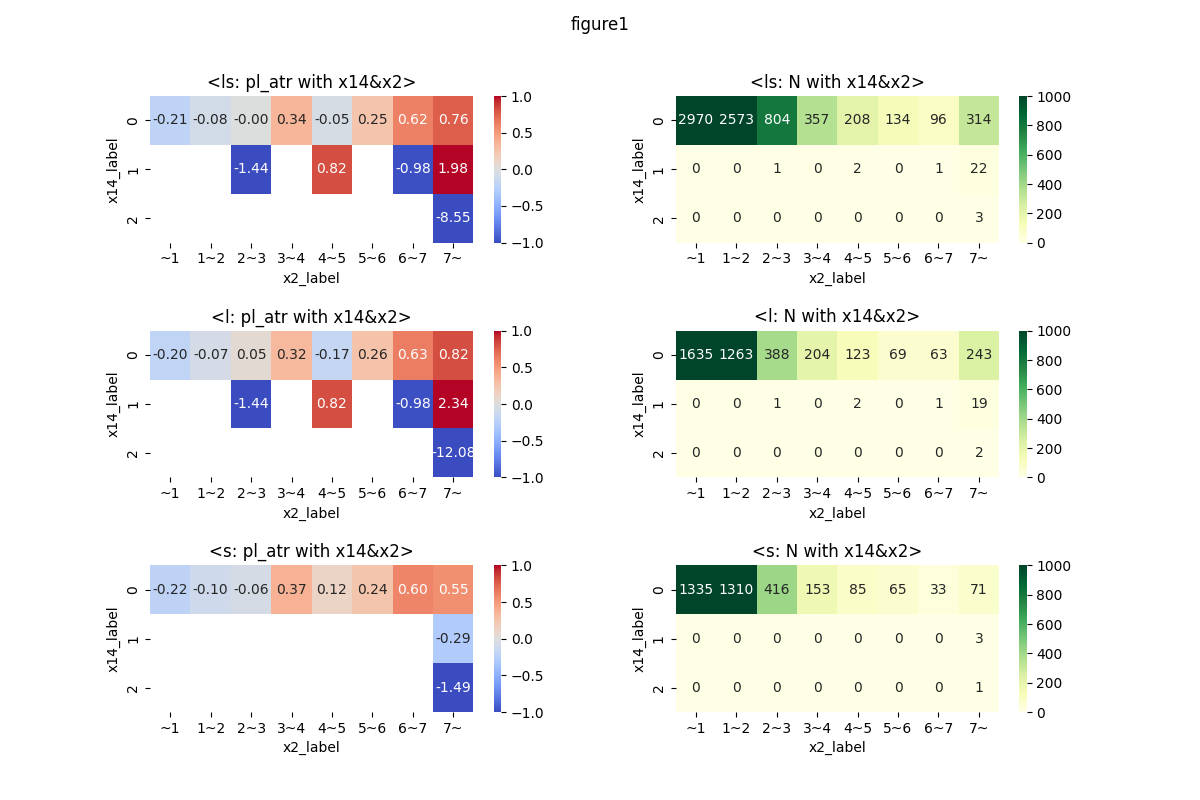 figure1
<ls: pl_atr with x14&x2>
x14_label
0 -0.21 -0.08 -0.00 0.34 -0.05 0.25 0.62 0.76
1 -1.44 0.82 -0.98 1.98
2 -8.55
~1 1~2 2~3 3~4 4~5 5~6 6~7 7~
x2_label
1.0
0.5
0.0
−0.5
−1.0
<ls: N with x14&x2>
x14_label
0 2970 2573 804 357 208 134 96 314
1 0 0 1 0 2 0 1 22
2 0 0 0 0 0 0 0 3
~1 1~2 2~3 3~4 4~5 5~6 6~7 7~
x2_label
1000
800
600
400
200
0
<l: pl_atr with x14&x2>
x14_label
0 -0.20 -0.07 0.05 0.32 -0.17 0.26 0.63 0.82
1 -1.44 0.82 -0.98 2.34
2 -12.08
~1 1~2 2~3 3~4 4~5 5~6 6~7 7~
x2_label
1.0
0.5
0.0
−0.5
−1.0
<l: N with x14&x2>
x14_label
0 1635 1263 388 204 123 69 63 243
1 0 0 1 0 2 0 1 19
2 0 0 0 0 0 0 0 2
~1 1~2 2~3 3~4 4~5 5~6 6~7 7~
x2_label
1000
800
600
400
200
0
<s: pl_atr with x14&x2>
x14_label
0 -0.22 -0.10 -0.06 0.37 0.12 0.24 0.60 0.55
1 -0.29
2 -1.49
~1 1~2 2~3 3~4 4~5 5~6 6~7 7~
x2_label
1.0
0.5
0.0
−0.5
−1.0
<s: N with x14&x2>
x14_label
0 1335 1310 416 153 85 65 33 71
1 0 0 0 0 0 0 0 3
2 0 0 0 0 0 0 0 1
~1 1~2 2~3 3~4 4~5 5~6 6~7 7~
x2_label
1000
800
600
400
200
0